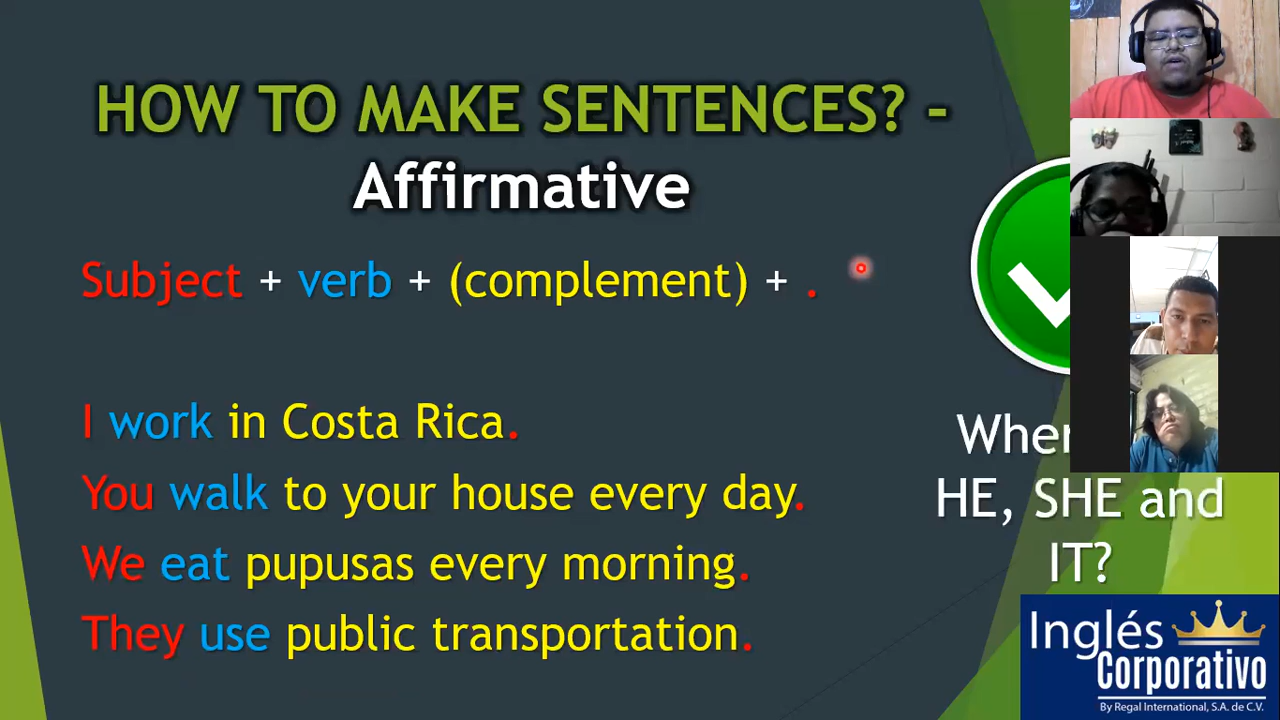 HOW TO MAKE SENTENCES? -
Affirmative
Subject + verb + (complement) + .
I work in Costa Rica.
You walk to your house every day.
We eat pupusas every morning.
They use public transportation.
HE, SHE and
IT?
Inglés
Corporativo
By Regal International, S.A. de C.V.